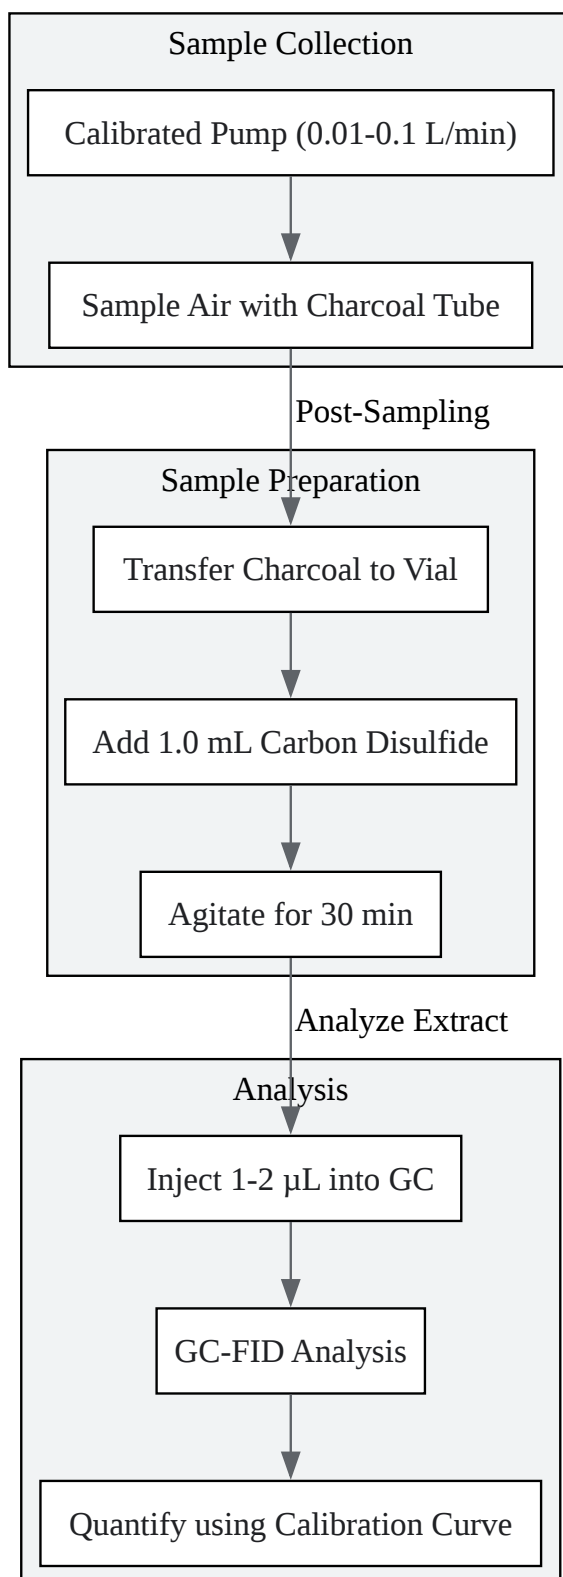 Sample Collection
Calibrated Pump (0.01-0.1 L/min)
Sample Air with Charcoal Tube
Post-Sampling
Sample Preparation
Transfer Charcoal to Vial
Add 1.0 mL Carbon Disulfide
Agitate for 30 min
Analyze Extract
Analysis
Inject 1-2 µL into GC
GC-FID Analysis
Quantify using Calibration Curve